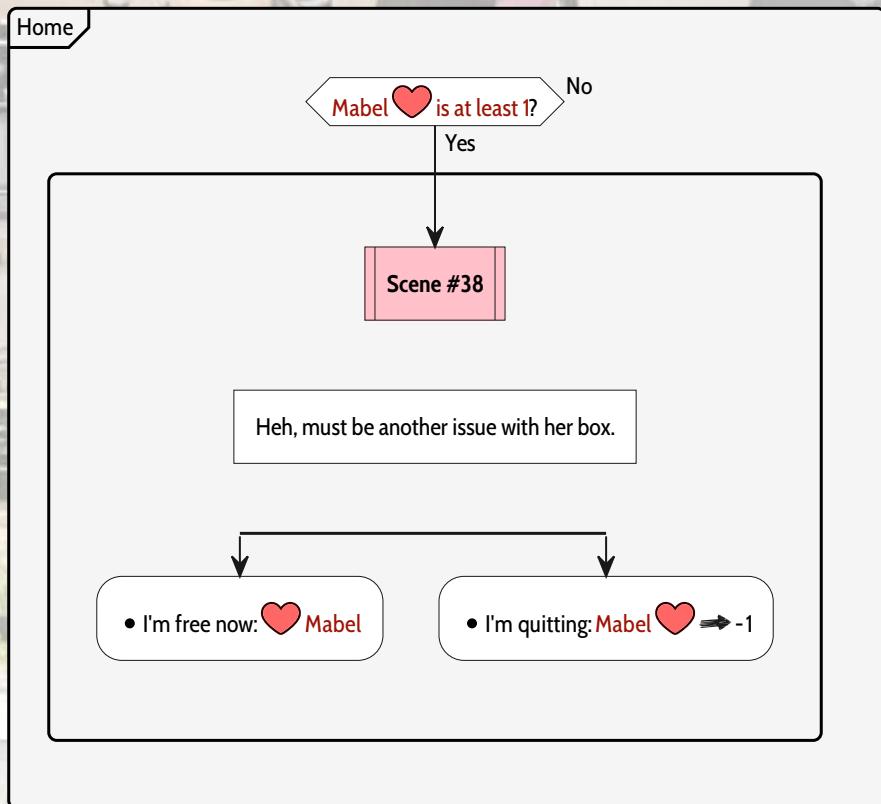 Home
Mabel is at least 1?
No
Yes
Scene #38
Heh, must be another issue with her box.
• I'm free now: Mabel
• I'm quitting: Mabel -1